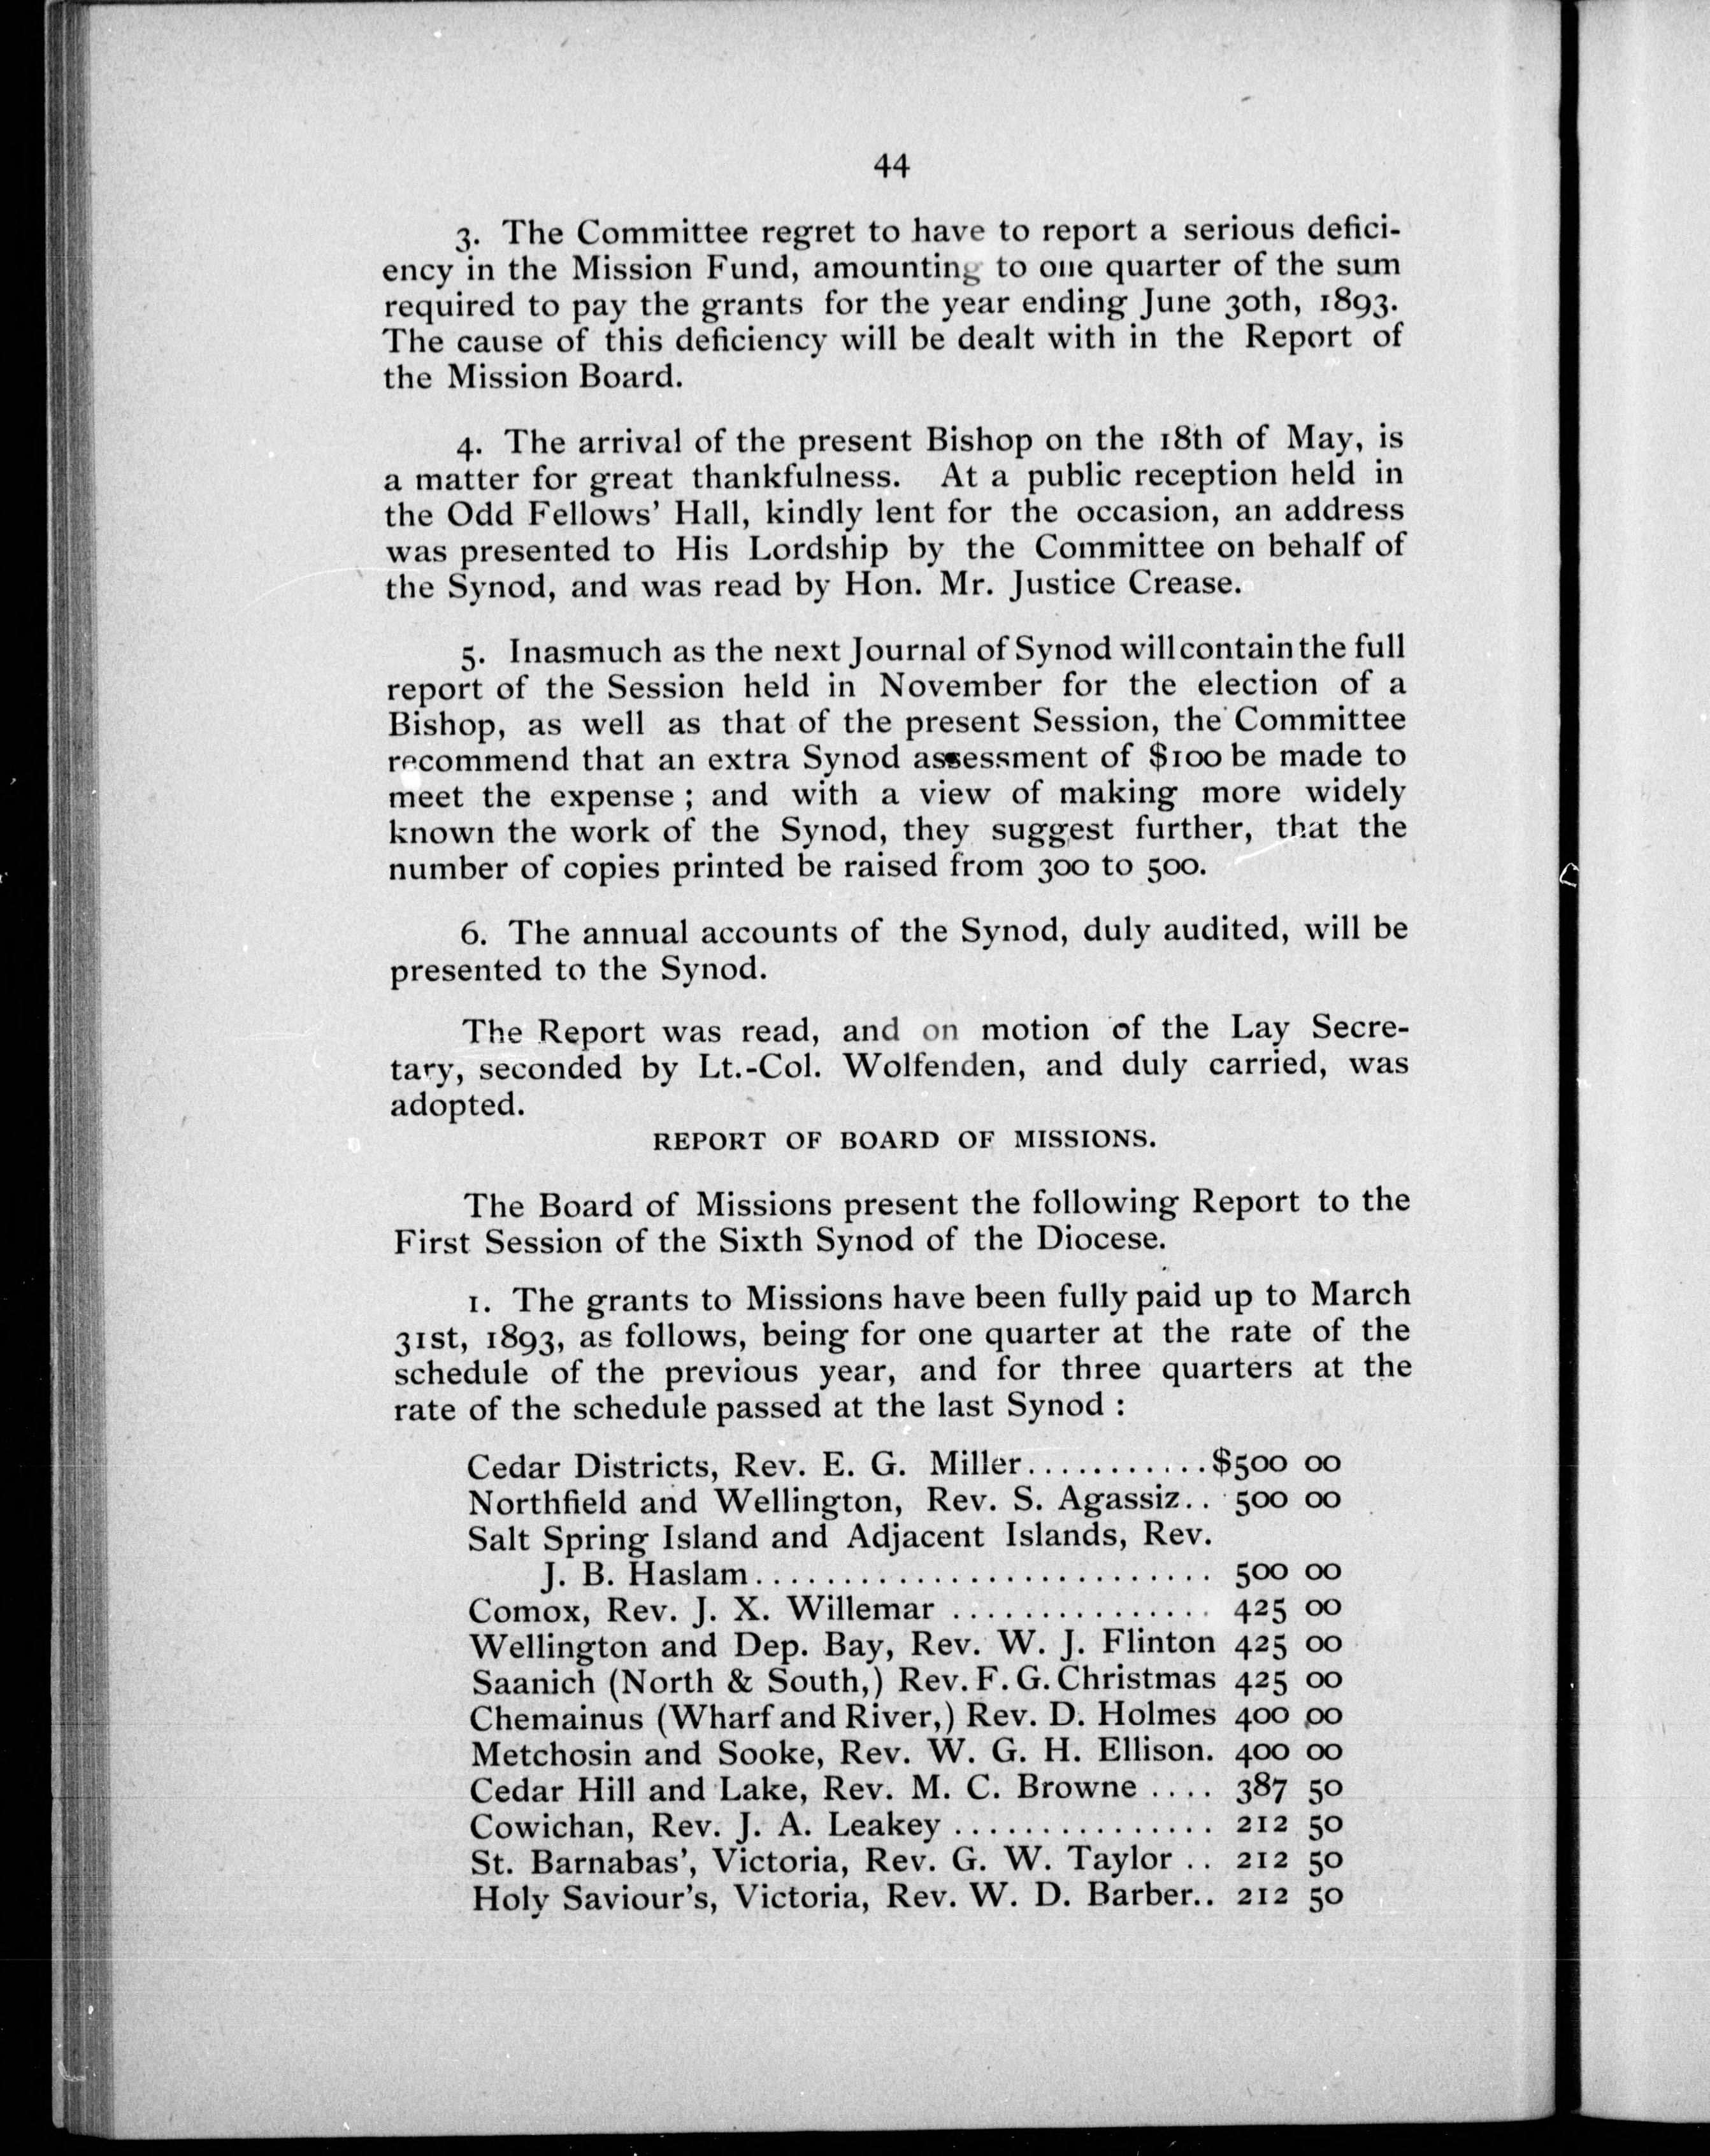 44
3. The Committee regret to have to report a serious defici-
ency in the Mission Fund, amounting to one quarter of the sum
required to pay the grants for the year ending June 30th, 1893.
The cause of this deficiency will be dealt with in the Report of
the Mission Board.
4. The arrival of the present Bishop on the 18th of May, is
a matter for great thankfulness. At a public reception held in
the Odd Fellows' Hall, kindly lent for the occasion, an address
was presented to His Lordship by the Committee on behalf of
the Synod, and was read by Hon. Mr. Justice Crease.
5. Inasmuch as the next Journal of Synod will contain the full
report of the Session held in November for the election of a
Bishop, as well as that of the present Session, the Committee
recommend that an extra Synod assessment of $100 be made to
meet the expense ; and with a view of making more widely
known the work of the Synod, they suggest further, that the
number of copies printed be raised from 300 to 500.
6. The annual accounts of the Synod, duly audited, will be
presented to the Synod.
The Report was read, and on motion of the Lay Secre-
tary, seconded by Lt.-Col. Wolfenden, and duly carried, was
adopted.
REPORT OF BOARD OF MISSIONS.
The Board of Missions present the following Report to the
First Session of the Sixth Synod of the Diocese.
1. The grants to Missions have been fully paid up to March
31st, 1893, as follows, being for one quarter at the rate of the
schedule of the previous year, and for three quarters at the
rate of the schedule passed at the last Synod :
Cedar Districts, Rev. E. G. Miller...........$500 00
Northfield and Wellington, Rev. S. Agassiz.. 500 00
Salt Spring Island and Adjacent Islands, Rev.
J. B. Haslam.......................... 500 00
Comox, Rev. J. X. Willemar ............... 425 00
Wellington and Dep. Bay, Rev. W. J. Flinton 425 00
Saanich (North & South,) Rev. F. G. Christmas 425 00
Chemainus (Wharf and River,) Rev. D. Holmes 400 00
Metchosin and Sooke, Rev. W. G. H. Ellison. 400 00
Cedar Hill and Lake, Rev. M. C. Browne .... 387 50
Cowichan, Rev. J. A. Leakey ............... 212 50
St. Barnabas', Victoria, Rev. G. W. Taylor .. 212 50
Holy Saviour's, Victoria, Rev. W. D. Barber.. 212 50